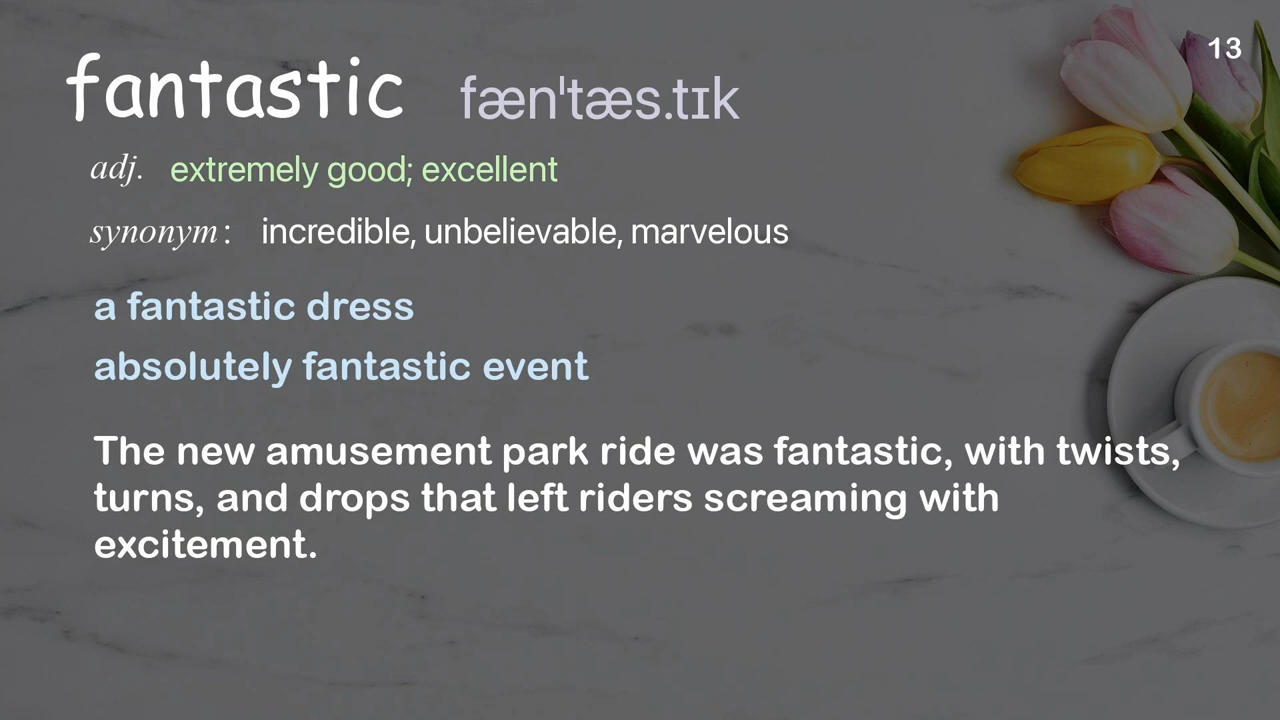 13
fantastic fæn'tæs.tɪk
adj. extremely good; excellent
synonym: incredible, unbelievable, marvelous
a fantastic dress
absolutely fantastic event
The new amusement park ride was fantastic, with twists,
turns, and drops that left riders screaming with
excitement.